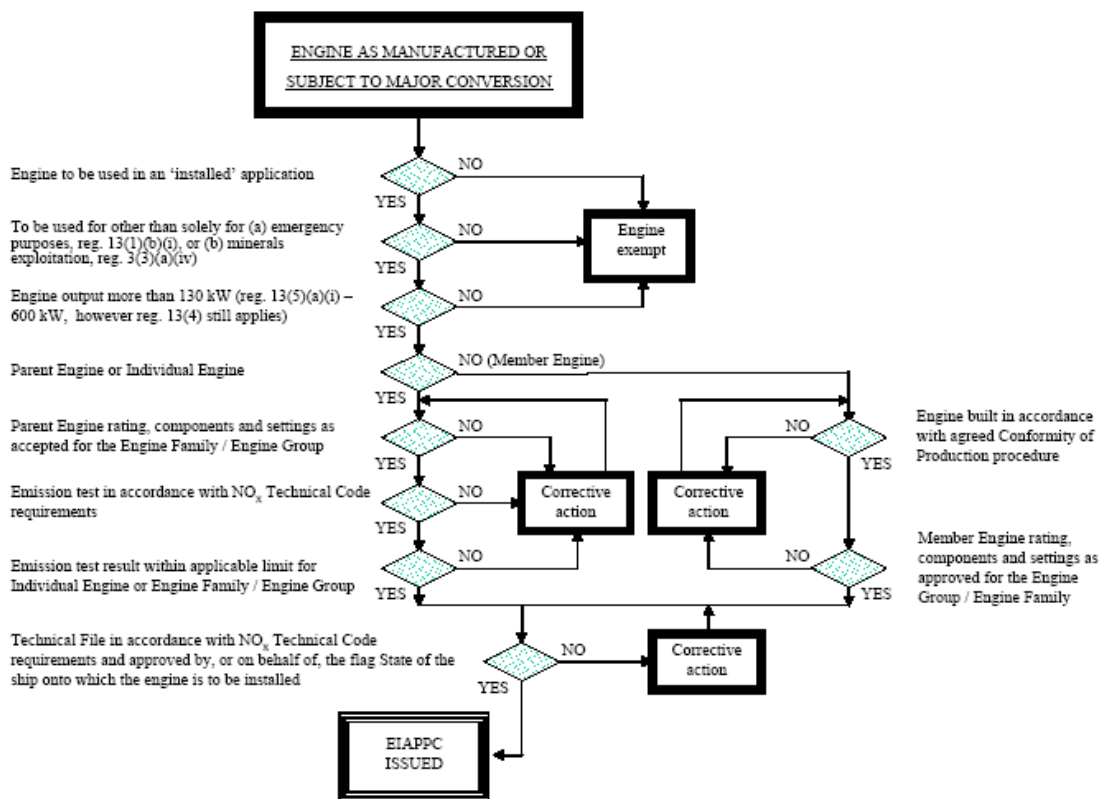 ENGINE AS MANUFACTURED OR
SUBJECT TO MAJOR CONVERSION
Engine to be used in an ‘installed’ application
NO
YES
To be used for other than solely for (a) emergency
purposes, reg. 13(1)(b)(i), or (b) minerals
exploitation, reg. 3(3)(a)(iv)
NO
YES
Engine
exempt
Engine output more than 130 kW (reg. 13(5)(a)(i) –
600 kW, however reg. 13(4) still applies)
NO
YES
Parent Engine or Individual Engine
NO (Member Engine)
YES
Parent Engine rating, components and settings as
accepted for the Engine Family / Engine Group
NO
YES
Engine built in accordance
with agreed Conformity of
Production procedure
NO
YES
Emission test in accordance with NOx Technical Code
requirements
NO
YES
Corrective
action
Corrective
action
Emission test result within applicable limit for
Individual Engine or Engine Family / Engine Group
NO
YES
Member Engine rating,
components and settings as
approved for the Engine
Group / Engine Family
NO
YES
Technical File in accordance with NOx Technical Code
requirements and approved by, or on behalf of, the flag State of the
ship onto which the engine is to be installed
NO
YES
Corrective
action
EIAPPC
ISSUED